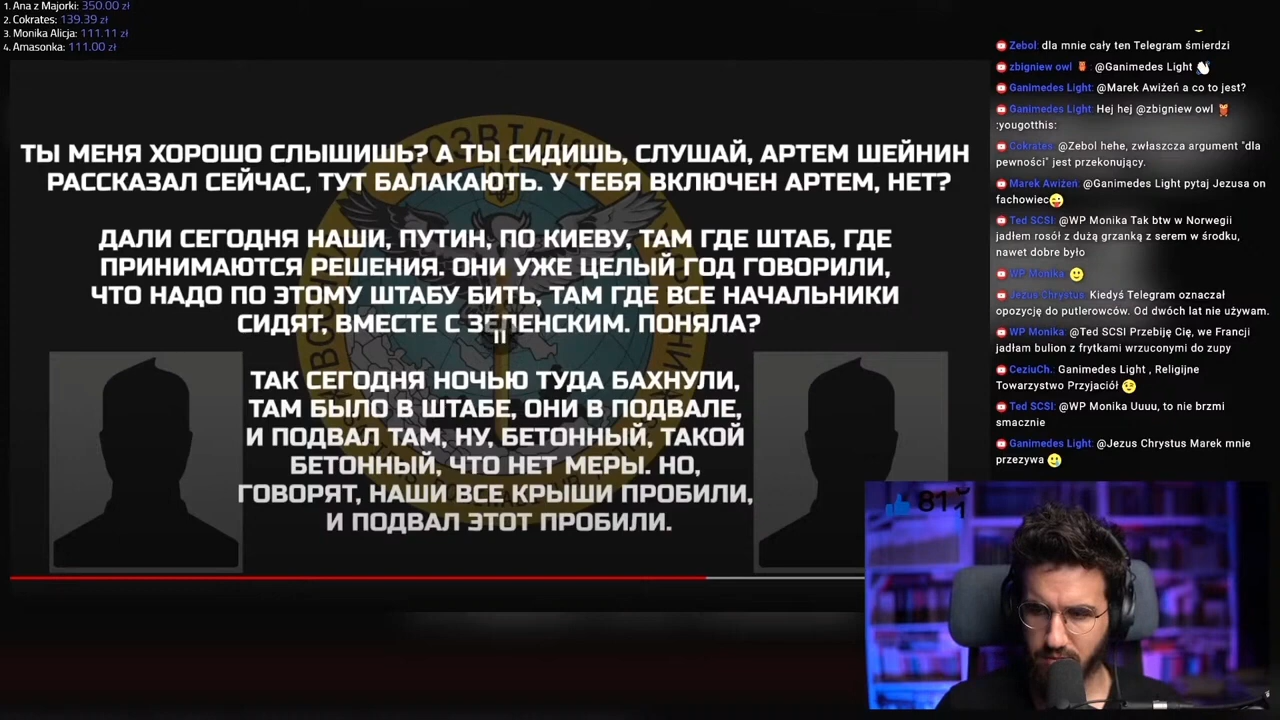 1. Ana z Majorki: 350.00 zł
2. Cokrates: 139.39 zł
3. Monika Alicja: 111.11 zł
4. Amasonka: 111.00 zł
ТЫ МЕНЯ ХОРОШО СЛЫШИШЬ? А ТЫ СИДИШЬ, СЛУШАЙ, АРТЕМ ШЕЙНИН
РАССКАЗАЛ СЕЙЧАС, ТУТ БАЛАКАЮТЬ. У ТЕБЯ ВКЛЮЧЕН АРТЕМ, НЕТ?
ДАЛИ СЕГОДНЯ НАШИ, ПУТИН, ПО КИЕВУ, ТАМ ГДЕ ШТАБ, ГДЕ
ПРИНИМАЮТСЯ РЕШЕНИЯ. ОНИ УЖЕ ЦЕЛЫЙ ГОД ГОВОРИЛИ,
ЧТО НАДО ПО ЭТОМУ ШТАБУ БИТЬ, ТАМ ГДЕ ВСЕ НАЧАЛЬНИКИ
СИДЯТ, ВМЕСТЕ С ЗЕЛЕНСКИМ. ПОНЯЛА?
ТАК СЕГОДНЯ НОЧЬЮ ТУДА БАХНУЛИ,
ТАМ БЫЛО В ШТАБЕ, ОНИ В ПОДВАЛЕ,
И ПОДВАЛ ТАМ, НУ, БЕТОННЫЙ, ТАКОЙ
БЕТОННЫЙ, ЧТО НЕТ МЕРЫ. НО,
ГОВОРЯТ, НАШИ ВСЕ КРЫШИ ПРОБИЛИ,
И ПОДВАЛ ЭТОТ ПРОБИЛИ.
Zebol: dla mnie cały ten Telegram śmierdzi
zbigniew owl @Ganimedes Light
Ganimedes Light: @Marek Awiżeń a co to jest?
Ganimedes Light: Hej hej @zbigniew owl
:yougotthis:
Cokrates: @Zebol hehe, zwłaszcza argument "dla
pewności" jest przekonujący.
Marek Awiżeń: @Ganimedes Light pytaj Jezusa on
fachowiec
Ted SCSI: @WP Monika Tak btw w Norwegii
jadłem rosół z dużą grzanką z serem w środku,
nawet dobre było
WP Monika:
Jezus Chrystus: Kiedyś Telegram oznaczał
opozycję do putlerowców. Od dwóch lat nie używam.
WP Monika: @Ted SCSI Przebiję Cię, we Francji
jadłam bulion z frytkami wrzuconymi do zupy
CeziuCh.: Ganimedes Light , Religijne
Towarzystwo Przyjaciół
Ted SCSI: @WP Monika Uuuu, to nie brzmi
smacznie
Ganimedes Light: @Jezus Chrystus Marek mnie
przezywa